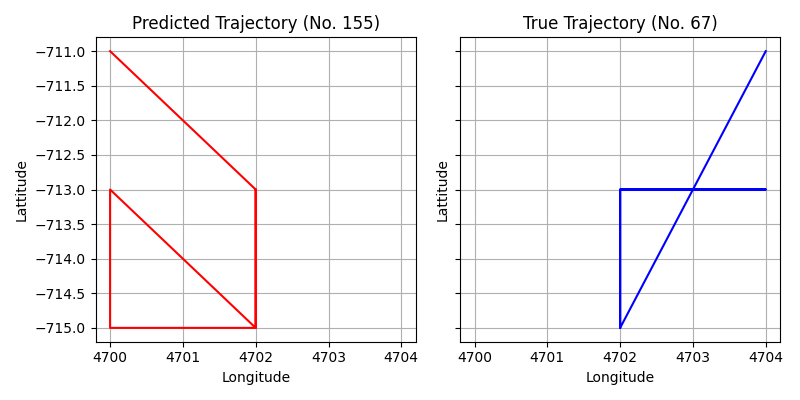 Predicted Trajectory (No. 155)
True Trajectory (No. 67)
−711.0
−711.5
−712.0
−712.5
−713.0
−713.5
−714.0
−714.5
−715.0
Lattitude
Lattitude
4700 4701 4702 4703 4704
4700 4701 4702 4703 4704
Longitude
Longitude